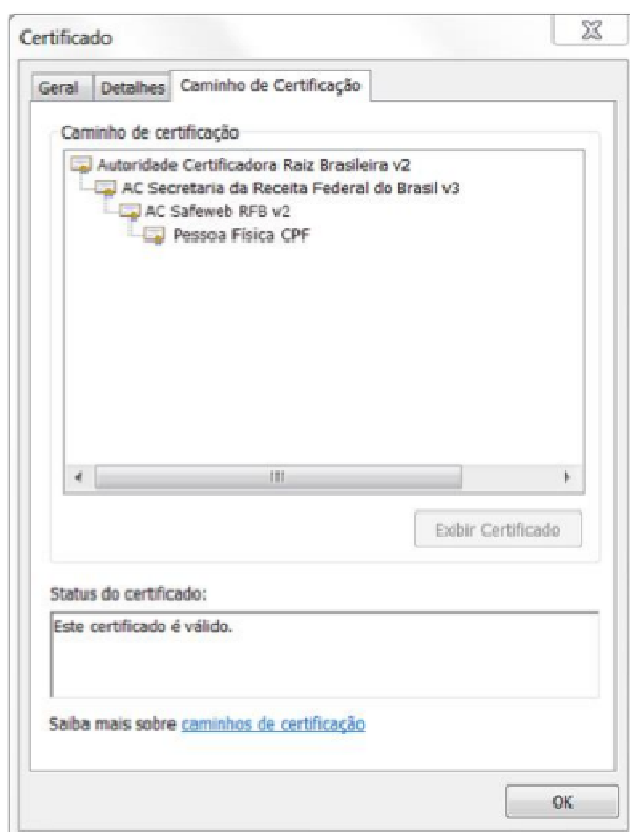 Certificado
Geral Detalhes Caminho de Certificação
Caminho de certificação
Autoridade Certificadora Raiz Brasileira v2
AC Secretaria da Receita Federal do Brasil v3
AC Safeweb RFB v2
Pessoa Física CPF
Exibir Certificado
Status do certificado:
Este certificado é válido.
Saiba mais sobre caminhos de certificação
OK